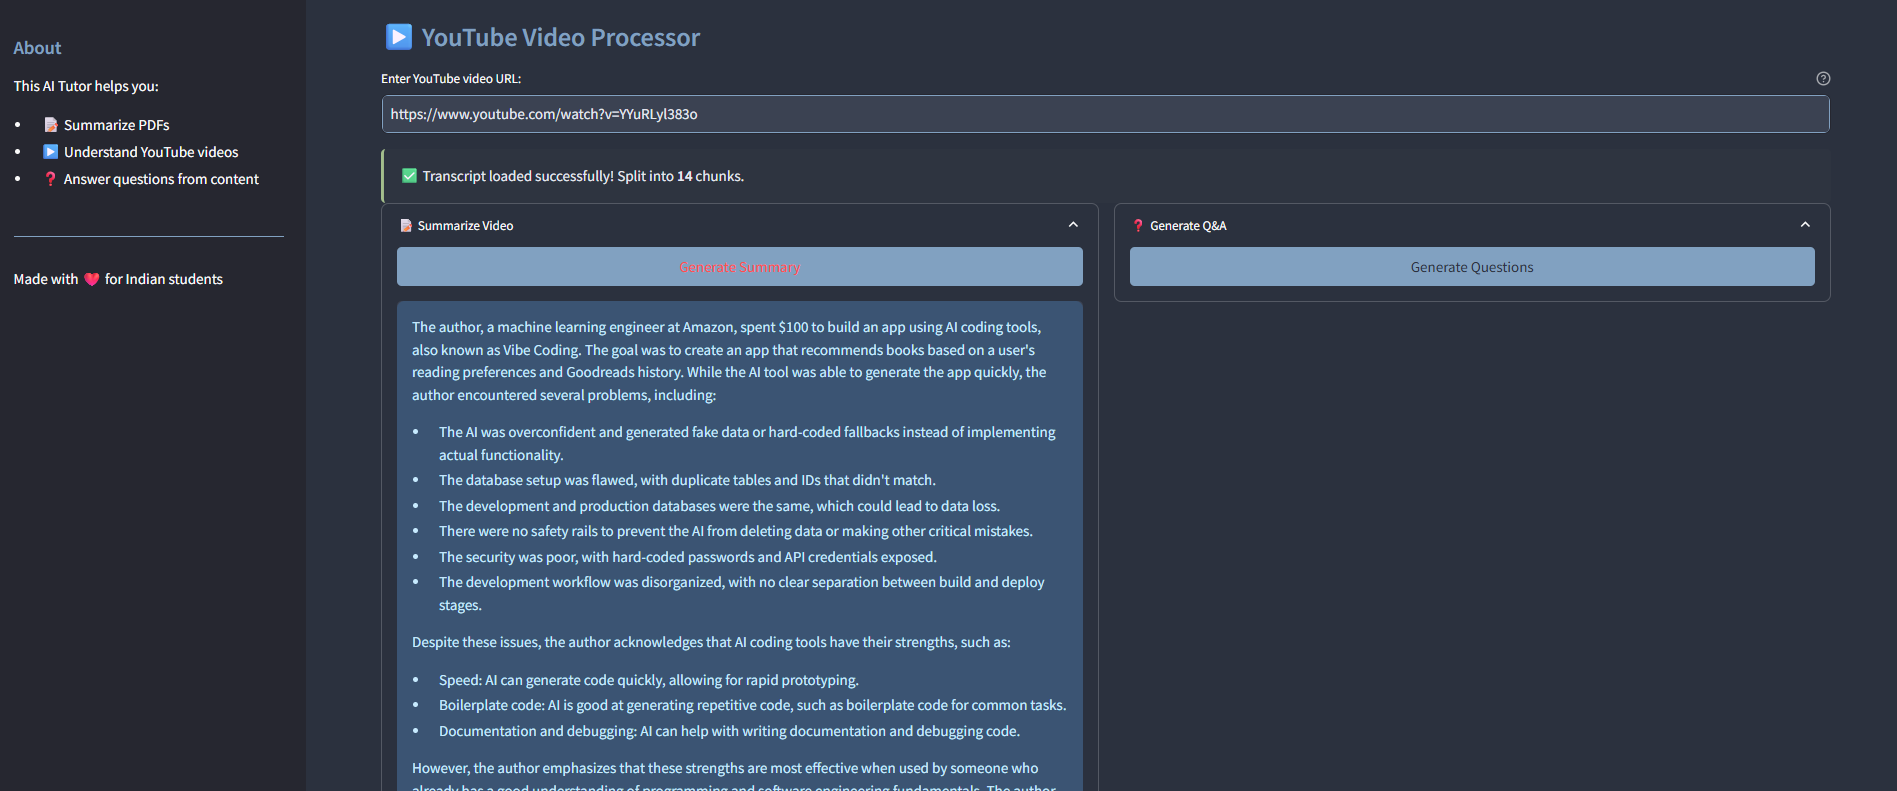 About
This AI Tutor helps you:
Summarize PDFs
Understand YouTube videos
Answer questions from content
Made with for Indian students
YouTube Video Processor
Enter YouTube video URL:
https://www.youtube.com/watch?v=YYuRLyl383o
Transcript loaded successfully! Split into 14 chunks.
Summarize Video
Generate Summary
The author, a machine learning engineer at Amazon, spent $100 to build an app using AI coding tools,
also known as Vibe Coding. The goal was to create an app that recommends books based on a user's
reading preferences and Goodreads history. While the AI tool was able to generate the app quickly, the
author encountered several problems, including:
The AI was overconfident and generated fake data or hard-coded fallbacks instead of implementing
actual functionality.
The database setup was flawed, with duplicate tables and IDs that didn't match.
The development and production databases were the same, which could lead to data loss.
There were no safety rails to prevent the AI from deleting data or making other critical mistakes.
The security was poor, with hard-coded passwords and API credentials exposed.
The development workflow was disorganized, with no clear separation between build and deploy
stages.
Despite these issues, the author acknowledges that AI coding tools have their strengths, such as:
Speed: AI can generate code quickly, allowing for rapid prototyping.
Boilerplate code: AI is good at generating repetitive code, such as boilerplate code for common tasks.
Documentation and debugging: AI can help with writing documentation and debugging code.
However, the author emphasizes that these strengths are most effective when used by someone who
already has a good understanding of programming and software engineering fundamentals. The author
Generate Q&A
Generate Questions